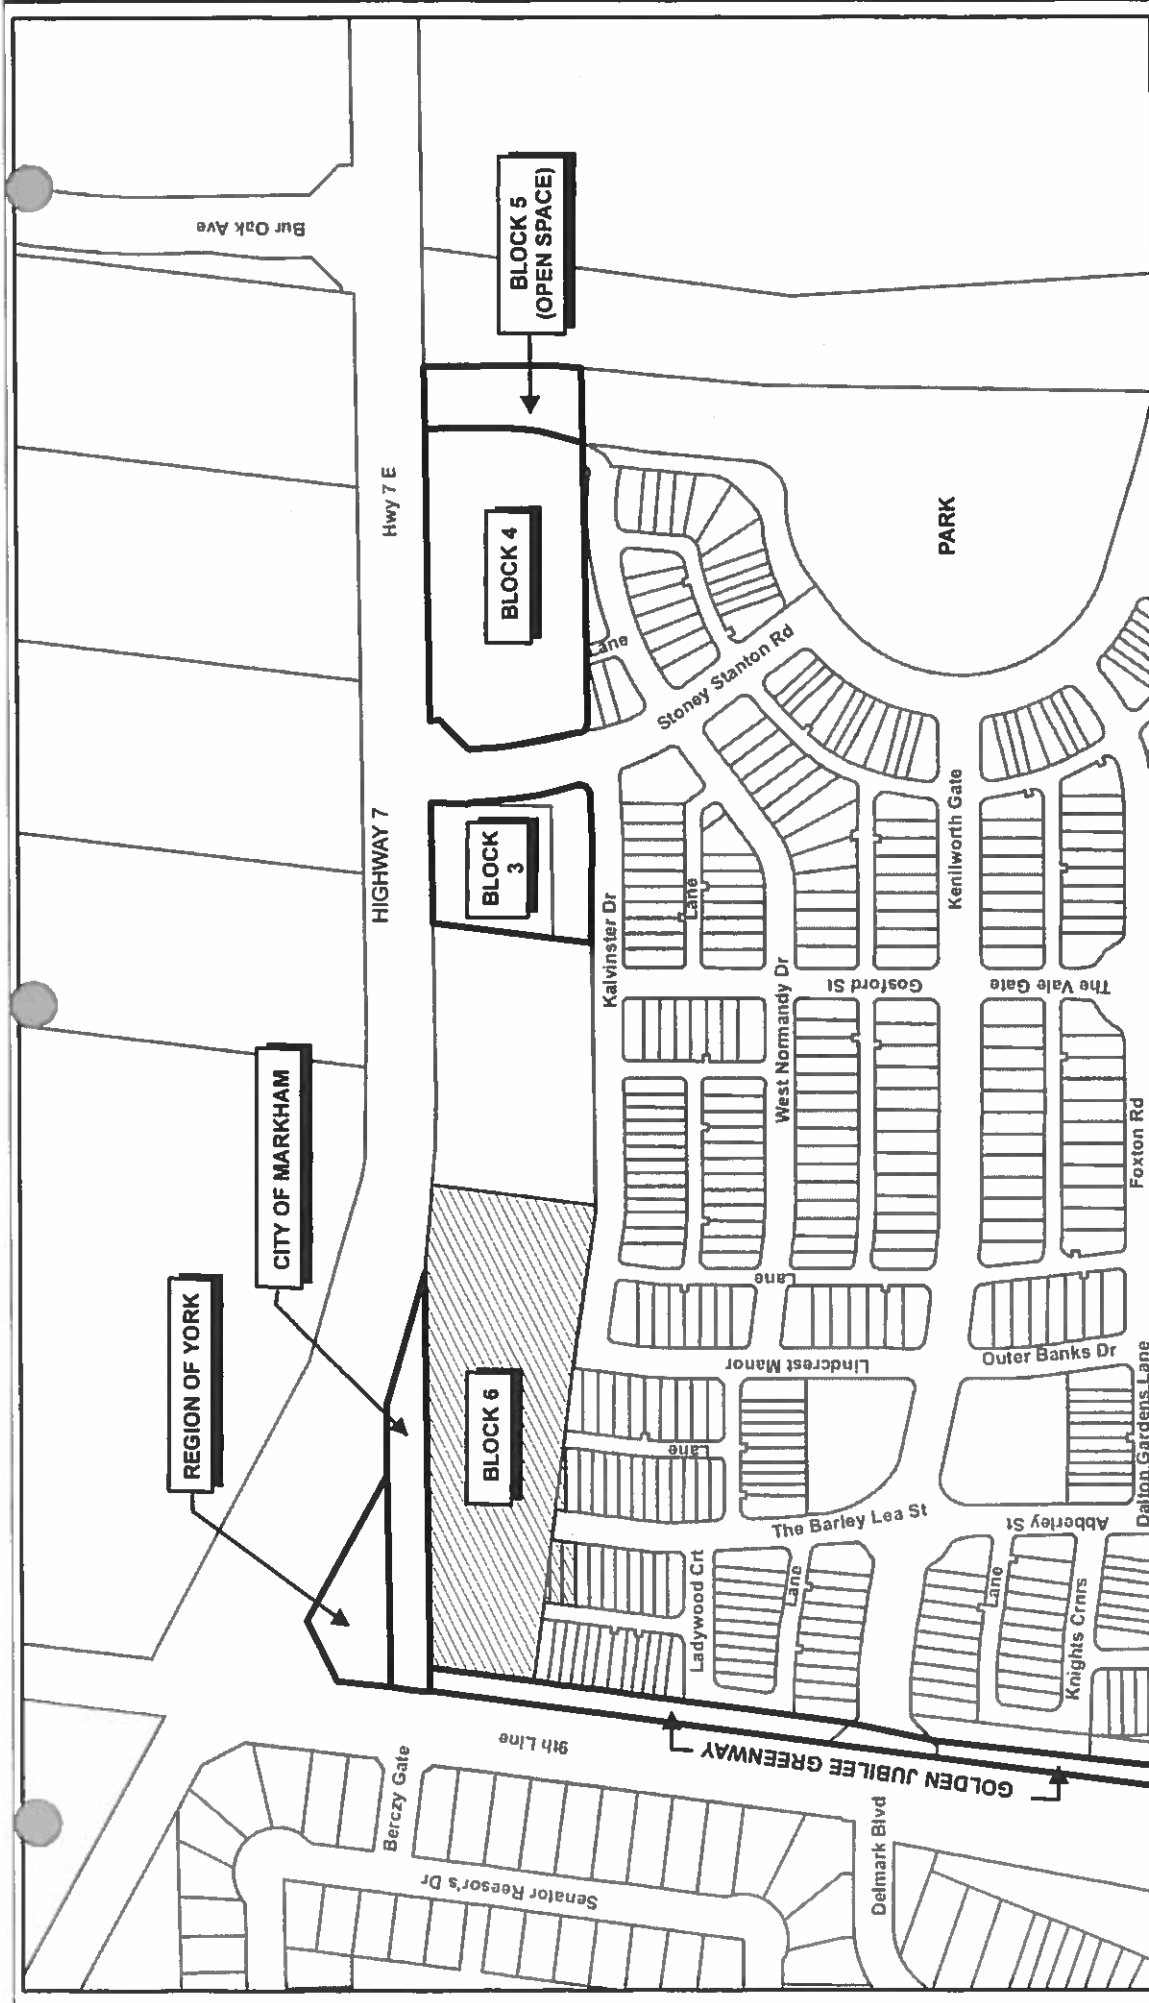 REGION OF YORK
CITY OF MARKHAM
Bur Oak Ave
HIGHWAY 7
Hwy 7 E
BLOCK 6
BLOCK
3
BLOCK 4
BLOCK 5
(OPEN SPACE)
9th Line
Berczy Gate
Senator Reesor's Dr
Delmark Blvd
GOLDEN JUBILEE GREENWAY
Kalvinster Dr
Lane
Stoney Stanton Rd
PARK
Lane
Lane
Ladywood Crt
Lindcrest Manor
Lane
West Normandy Dr
Gosford St
Kenilworth Gate
The Vale Gate
The Barley Lea St
Lane
Lane
Abberley St
Outer Banks Dr
Knights Crnrs
Dalton Gardens Lane
Foxton Rd